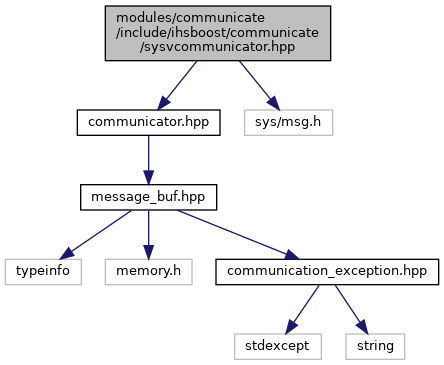 modules/communicate
/include/ihsboost/communicate
/sysvcommunicator.hpp
communicator.hpp
sys/msg.h
message_buf.hpp
typeinfo
memory.h
communication_exception.hpp
stdexcept
string